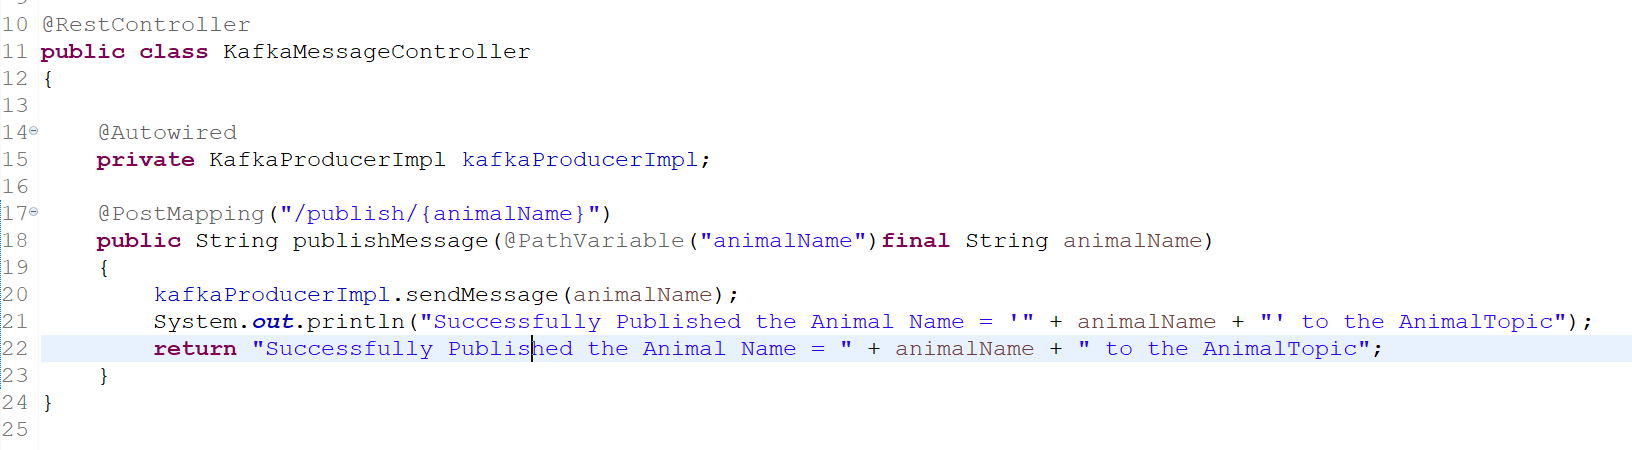 10 @RestController
11 public class KafkaMessageController
12 {
13
14 @Autowired
15 private KafkaProducerImpl kafkaProducerImpl;
16
17 @PostMapping("/publish/{animalName}")
18 public String publishMessage(@PathVariable("animalName")final String animalName)
19 {
20 kafkaProducerImpl.sendMessage(animalName);
21 System.out.println("Successfully Published the Animal Name = '" + animalName + "' to the AnimalTopic");
22 return "Successfully Published the Animal Name = " + animalName + " to the AnimalTopic";
23 }
24 }
25